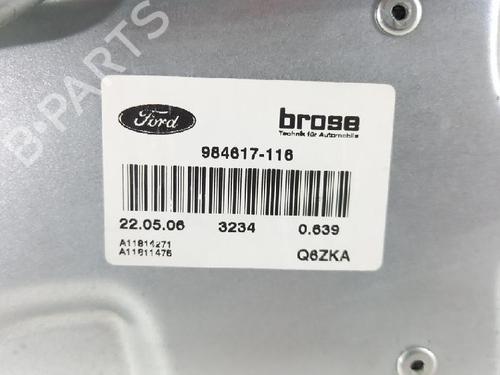 B-PARTS
Ford
brose
Technik für Automobile
984617-116
22.05.06 3234 0.639
A11814271
A11811476
Q6ZKA